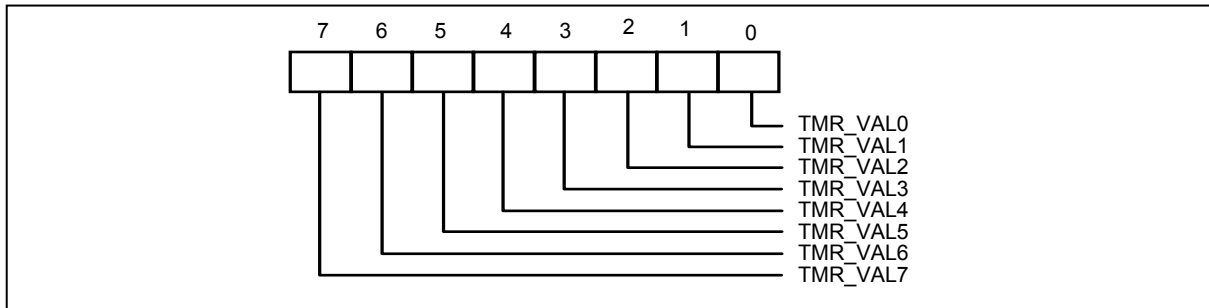 7 6 5 4 3 2 1 0
TMR_VAL0
TMR_VAL1
TMR_VAL2
TMR_VAL3
TMR_VAL4
TMR_VAL5
TMR_VAL6
TMR_VAL7